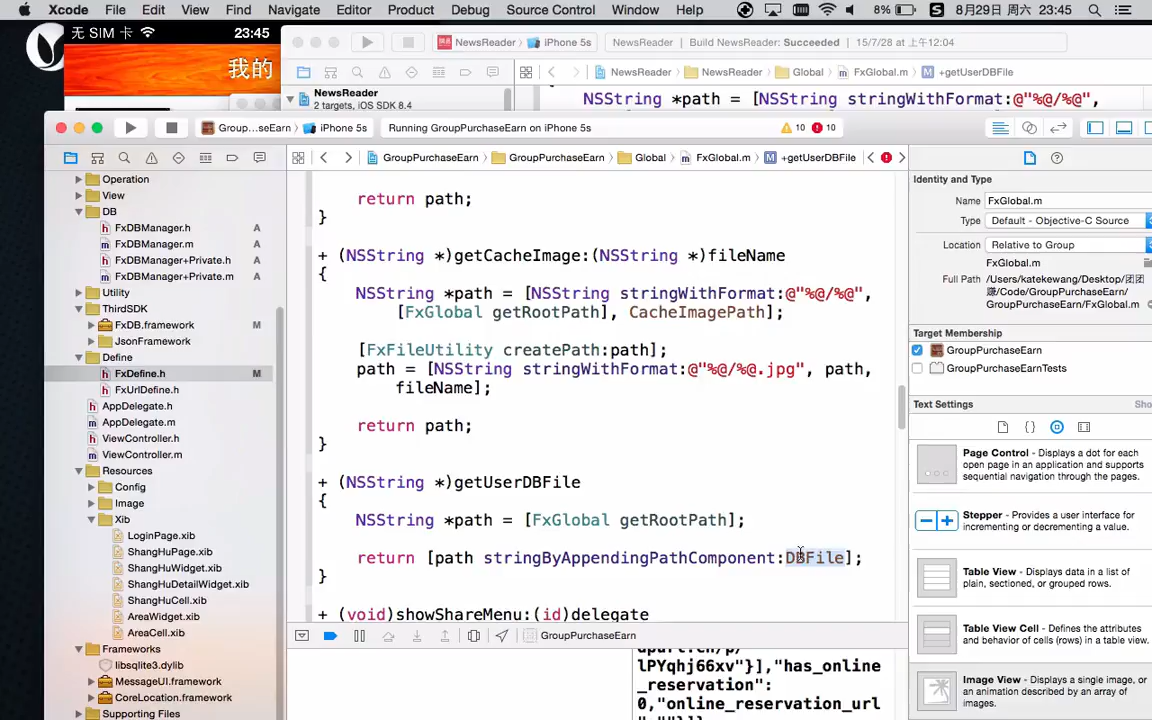 Xcode File Edit View Find Navigate Editor Product Debug Source Control Window Help 8% S 8月29日 周六 23:45
无 SIM 卡 23:45
我的
NewsReader iPhone 5s NewsReader Build NewsReader: Succeeded 15/7/28 at 上午12:04
NewsReader NewsReader Global FxGlobal.m +getUserDBFile
NewsReader
2 targets, iOS SDK 8.4
NSString *path = [NSString stringWithFormat:@"%@/%@",
Group...seEarn iPhone 5s Running GroupPurchaseEarn on iPhone 5s 10 10
GroupPurchaseEarn GroupPurchaseEarn Global FxGlobal.m +getUserDBFile
Operation
View
DB
FxDBManager.h A
FxDBManager.m A
FxDBManager+Private.h A
FxDBManager+Private.m A
Utility
ThirdSDK
FxDB.framework M
JsonFramework
Define
FxDefine.h M
FxUrlDefine.h
AppDelegate.h
AppDelegate.m
ViewController.h
ViewController.m
Resources
Config
Image
Xib
LoginPage.xib
ShangHuPage.xib
ShangHuWidget.xib
ShangHuDetailWidget.xib
ShangHuCell.xib
AreaWidget.xib
AreaCell.xib
Frameworks
libsqlite3.dylib
MessageUI.framework
CoreLocation.framework
Supporting Files
return path;
}
+ (NSString *)getCacheImage:(NSString *)fileName
{
NSString *path = [NSString stringWithFormat:@"%@/%@",
[FxGlobal getRootPath], CacheImagePath];
[FxFileUtility createPath:path];
path = [NSString stringWithFormat:@"%@/%@.jpg", path,
fileName];
return path;
}
+ (NSString *)getUserDBFile
{
NSString *path = [FxGlobal getRootPath];
return [path stringByAppendingPathComponent:DBFile];
}
+ (void)showShareMenu:(id)delegate
GroupPurchaseEarn
lPYqhj66xv"}],"has_online
_reservation":
0,"online_reservation_url
Identity and Type
Name FxGlobal.m
Type Default - Objective-C Source
Location Relative to Group
FxGlobal.m
Full Path /Users/katekewang/Desktop/团团
赚/Code/GroupPurchaseEarn/
GroupPurchaseEarn/FxGlobal.m
Target Membership
GroupPurchaseEarn
GroupPurchaseEarnTests
Text Settings Sho
Page Control - Displays a dot for each
open page in an application and supports
sequential navigation through the pages.
Stepper - Provides a user interface for
incrementing or decrementing a value.
Table View - Displays data in a list of
plain, sectioned, or grouped rows.
Table View Cell - Defines the attributes
and behavior of cells (rows) in a table view.
Image View - Displays a single image, or
an animation described by an array of
images.